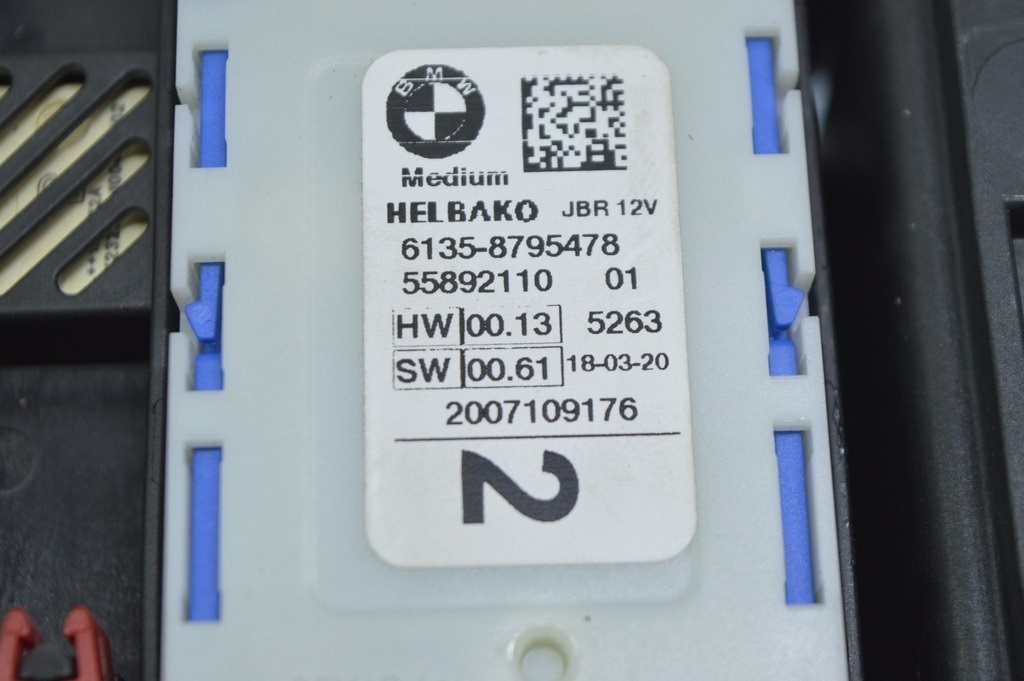 BMW
Medium
HELBAKO JBR 12V
6135-8795478
55892110 01
HW 00.13 5263
SW 00.61 18-03-20
2007109176
2